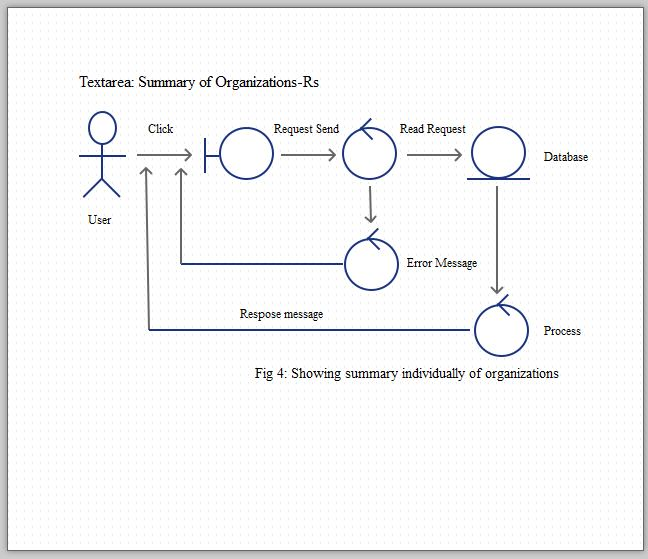 Textarea: Summary of Organizations-Rs
Click
Request Send
Read Request
Database
User
Error Message
Respose message
Process
Fig 4: Showing summary individually of organizations